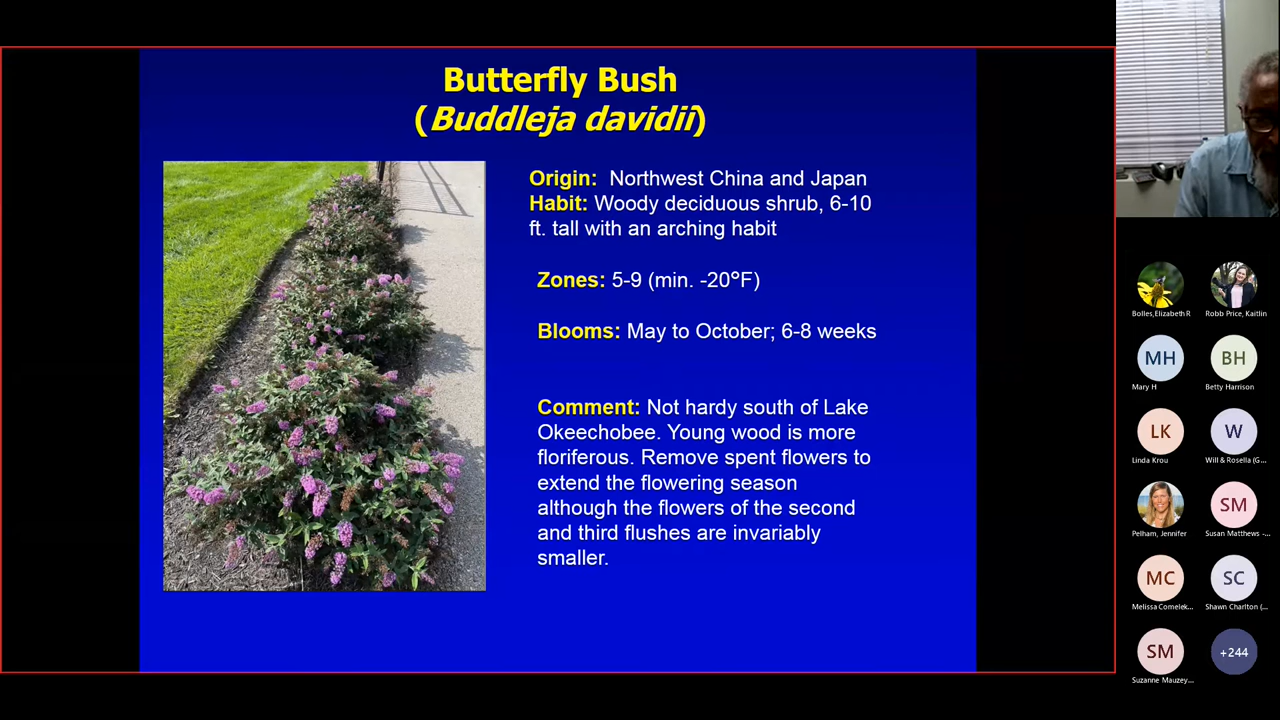 Butterfly Bush
(Buddleja davidii)
Origin: Northwest China and Japan
Habit: Woody deciduous shrub, 6-10
ft. tall with an arching habit
Zones: 5-9 (min. -20°F)
Blooms: May to October; 6-8 weeks
Comment: Not hardy south of Lake
Okeechobee. Young wood is more
floriferous. Remove spent flowers to
extend the flowering season
although the flowers of the second
and third flushes are invariably
smaller.
Bolles,Elizabeth R
Robb Price, Kaitlin
MH
BH
Mary H
Betty Harrison
LK
W
Linda Krou
Will & Rosella (G...
SM
Pelham, Jennifer
Susan Matthews -...
MC
SC
Melissa Comelek...
Shawn Charlton (...
SM
+244
Suzanne Mauzey...